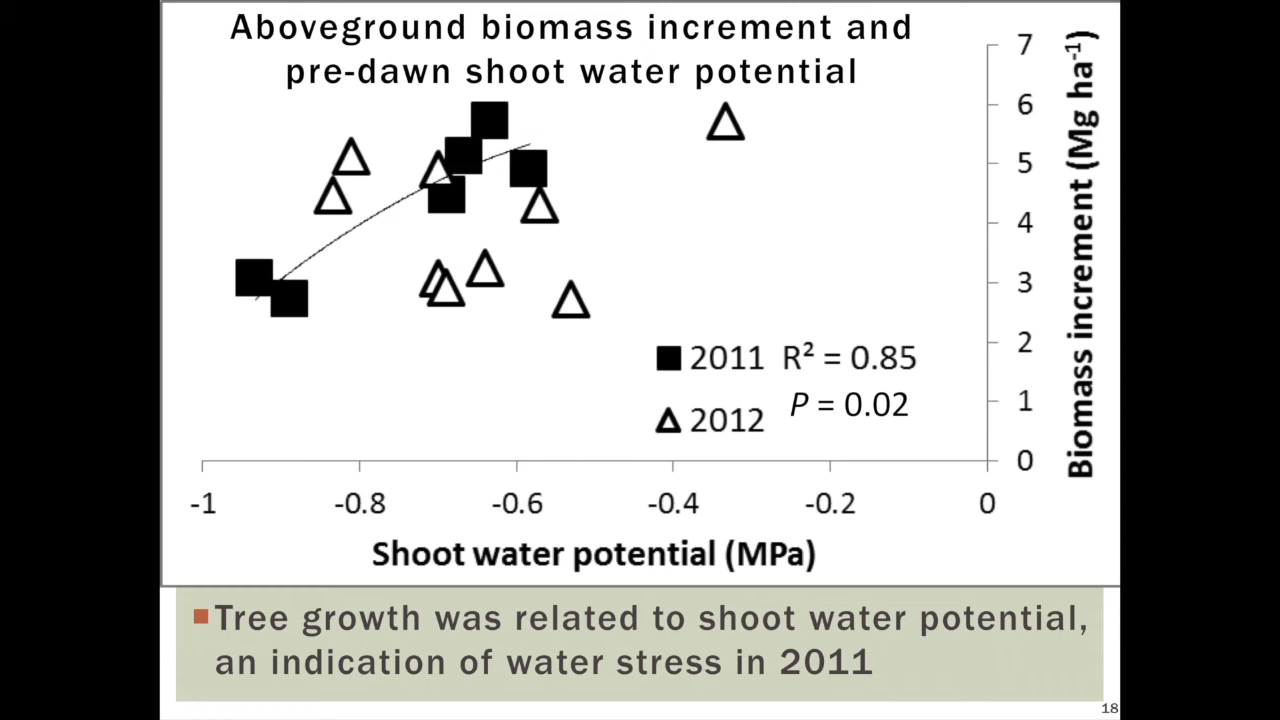 Aboveground biomass increment and
pre-dawn shoot water potential
7
6
5
4
3
2
1
0
Biomass increment (Mg ha⁻¹)
2011 R² = 0.85
P = 0.02
2012
-1 -0.8 -0.6 -0.4 -0.2 0
Shoot water potential (MPa)
Tree growth was related to shoot water potential,
an indication of water stress in 2011
18